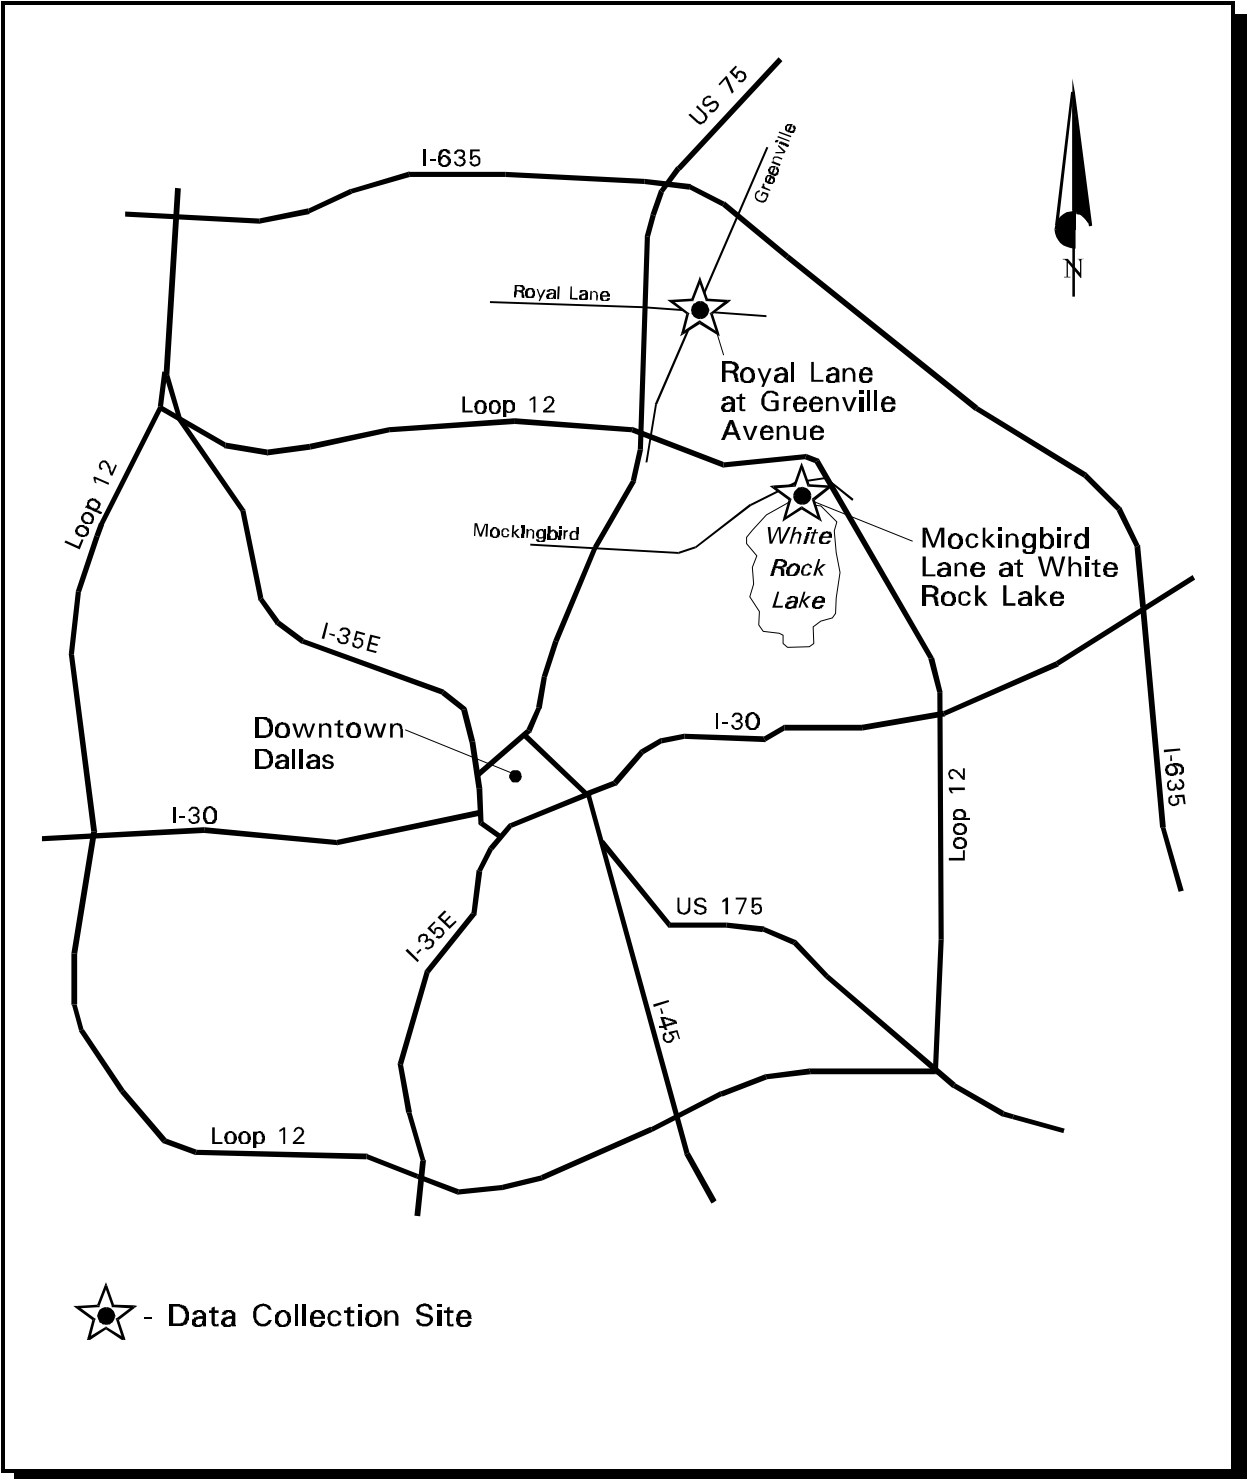 US 75
Greenville
I-635
N
Royal Lane
Royal Lane
at Greenville
Avenue
Loop 12
Loop 12
Mockingbird
White
Rock
Lake
Mockingbird
Lane at White
Rock Lake
I-35E
Downtown
Dallas
I-30
I-635
Loop 12
I-30
US 175
I-35E
I-45
Loop 12
- Data Collection Site